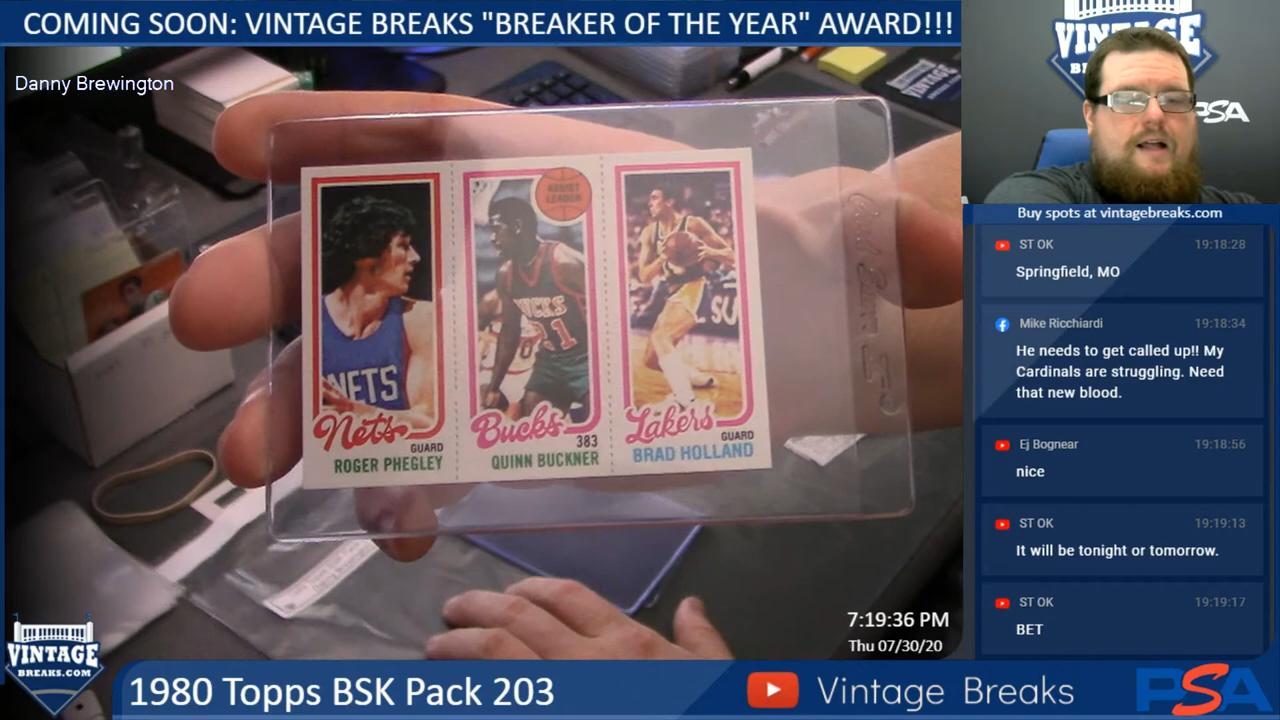 COMING SOON: VINTAGE BREAKS "BREAKER OF THE YEAR" AWARD!!!
Danny Brewington
VINTAGE
PSA
Buy spots at vintagebreaks.com
ST OK 19:18:28
Springfield, MO
Mike Ricchiardi 19:18:34
He needs to get called up!! My
Cardinals are struggling. Need
that new blood.
Ej Bognear 19:18:56
nice
ST OK 19:19:13
It will be tonight or tomorrow.
ST OK 19:19:17
BET
ASSIST
LEADER
NETS
BUCKS
21
SU
Nets
GUARD
ROGER PHEGLEY
Bucks
383
QUINN BUCKNER
Lakers
GUARD
BRAD HOLLAND
Card Saver
7:19:36 PM
Thu 07/30/20
VINTAGE
BREAKS.COM
1980 Topps BSK Pack 203
Vintage Breaks
PSA